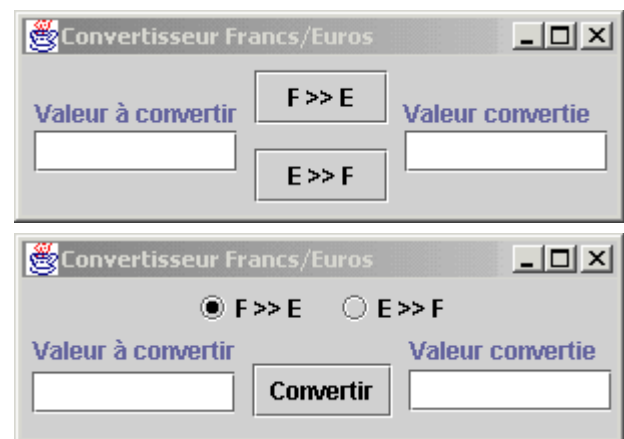 Convertisseur Francs/Euros
F >> E
Valeur à convertir
Valeur convertie
E >> F
Convertisseur Francs/Euros
F >> E E >> F
Valeur à convertir Valeur convertie
Convertir